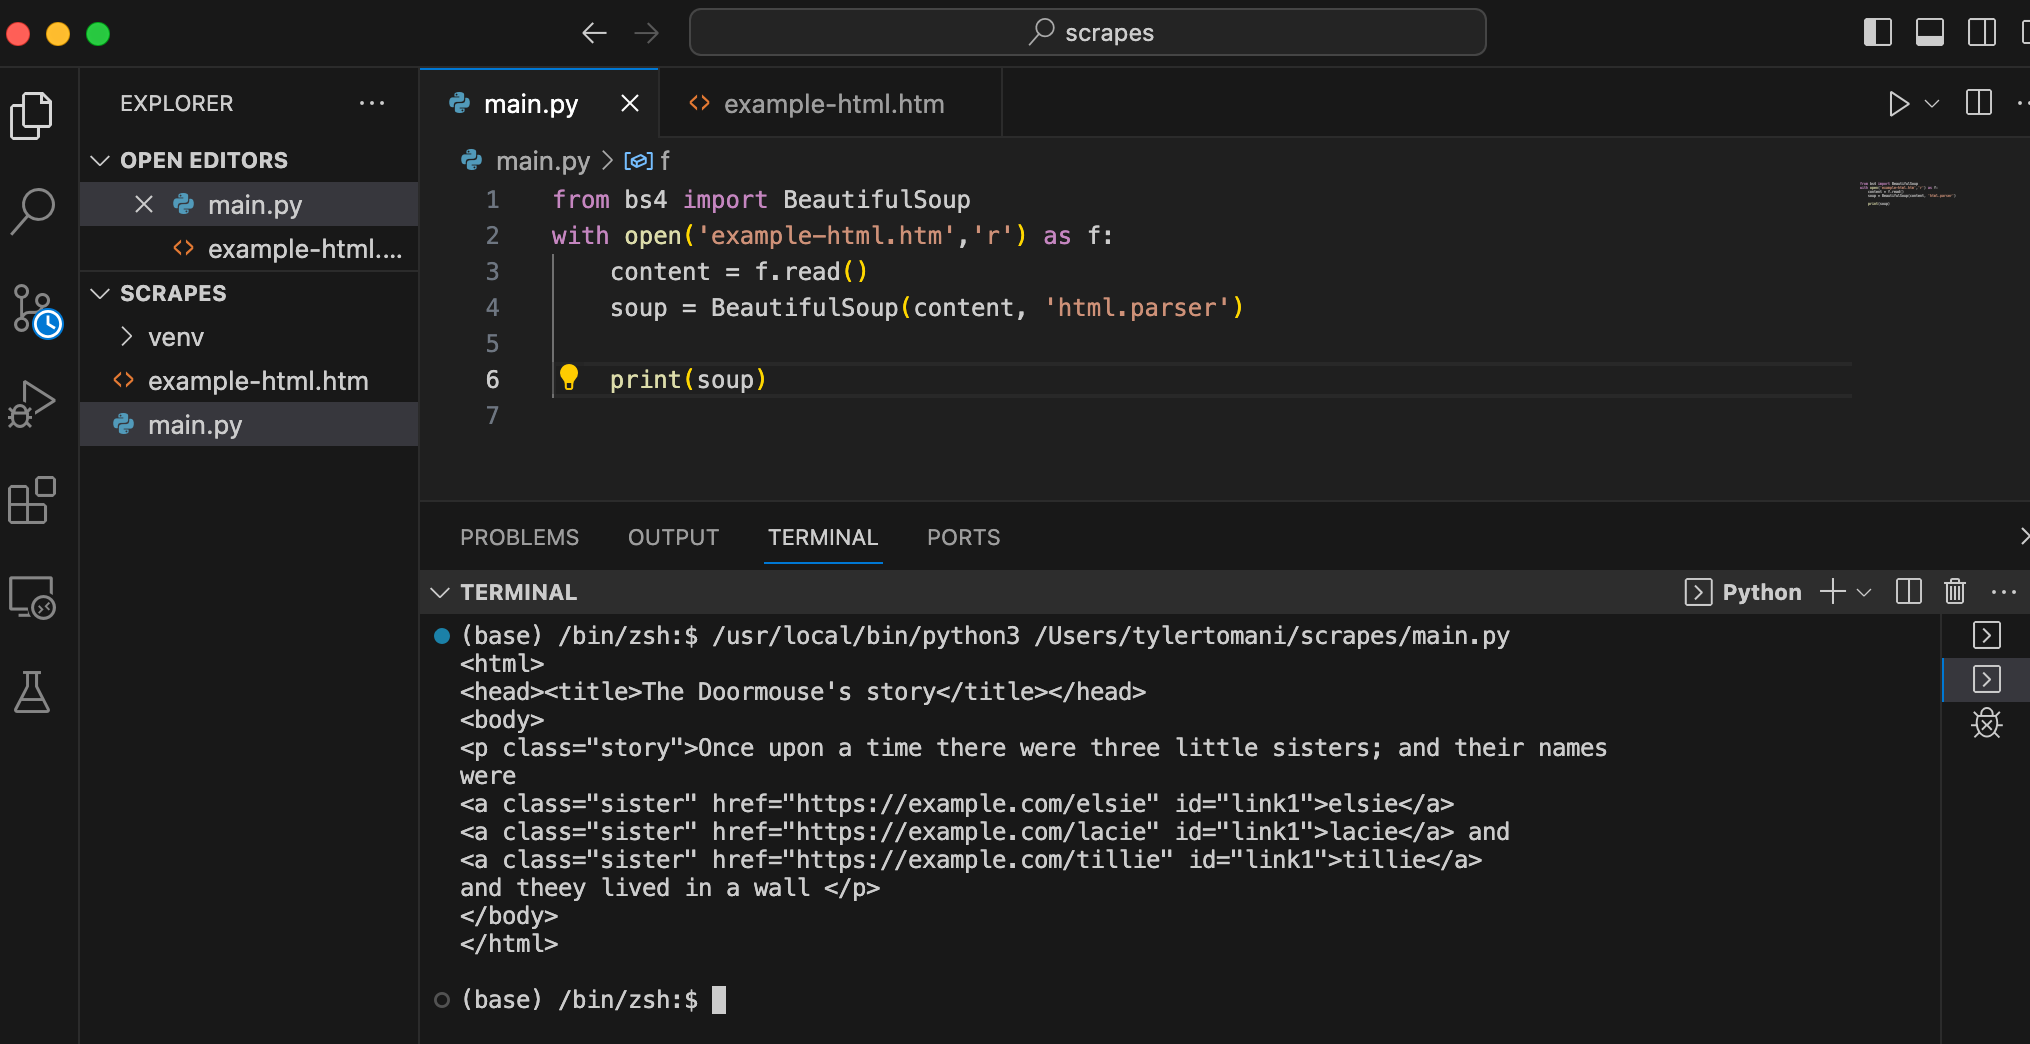 scrapes
EXPLORER
main.py
example-html.htm
OPEN EDITORS
main.py
example-html....
SCRAPES
venv
example-html.htm
main.py
main.py > f
1 from bs4 import BeautifulSoup
2 with open('example-html.htm','r') as f:
3 content = f.read()
4 soup = BeautifulSoup(content, 'html.parser')
5
6 print(soup)
7
PROBLEMS OUTPUT TERMINAL PORTS
TERMINAL
Python
(base) /bin/zsh:$ /usr/local/bin/python3 /Users/tylertomani/scrapes/main.py
<html>
<head><title>The Doormouse's story</title></head>
<body>
<p class="story">Once upon a time there were three little sisters; and their names
were
<a class="sister" href="https://example.com/elsie" id="link1">elsie</a>
<a class="sister" href="https://example.com/lacie" id="link1">lacie</a> and
<a class="sister" href="https://example.com/tillie" id="link1">tillie</a>
and theey lived in a wall </p>
</body>
</html>
(base) /bin/zsh:$